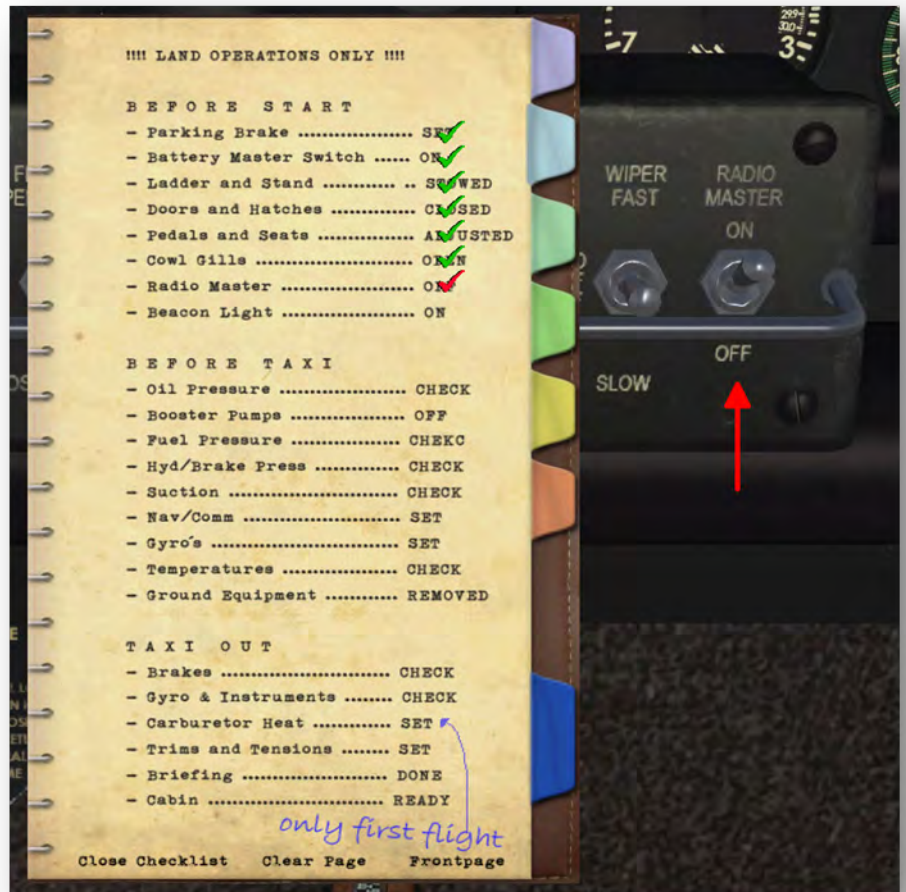 !!!! LAND OPERATIONS ONLY !!!!
BEFORE START
- Parking Brake .................. SET
- Battery Master Switch ...... ON
- Ladder and Stand ............ .. STOWED
- Doors and Hatches .............. CLOSED
- Pedals and Seats ............... ADJUSTED
- Cowl Gills ..................... OPEN
- Radio Master ...................
- Beacon Light ................... ON
BEFORE TAXI
- Oil Pressure .................. CHECK
- Booster Pumps ................. OFF
- Fuel Pressure ................. CHEKC
- Hyd/Brake Press ............. CHECK
- Suction ........................... CHECK
- Nav/Comm ........................ SET
- Gyro´s ............................. SET
- Temperatures ................. CHECK
- Ground Equipment ........... REMOVED
TAXI OUT
- Brakes .......................... CHECK
- Gyro & Instruments ........ CHECK
- Carburetor Heat ............. SET
- Trims and Tensions ........ SET
- Briefing ........................ DONE
- Cabin ............................ READY
only first flight
Close Checklist Clear Page Frontpage
7
299
300
3
WIPER FAST
RADIO MASTER
ON
OFF
SLOW